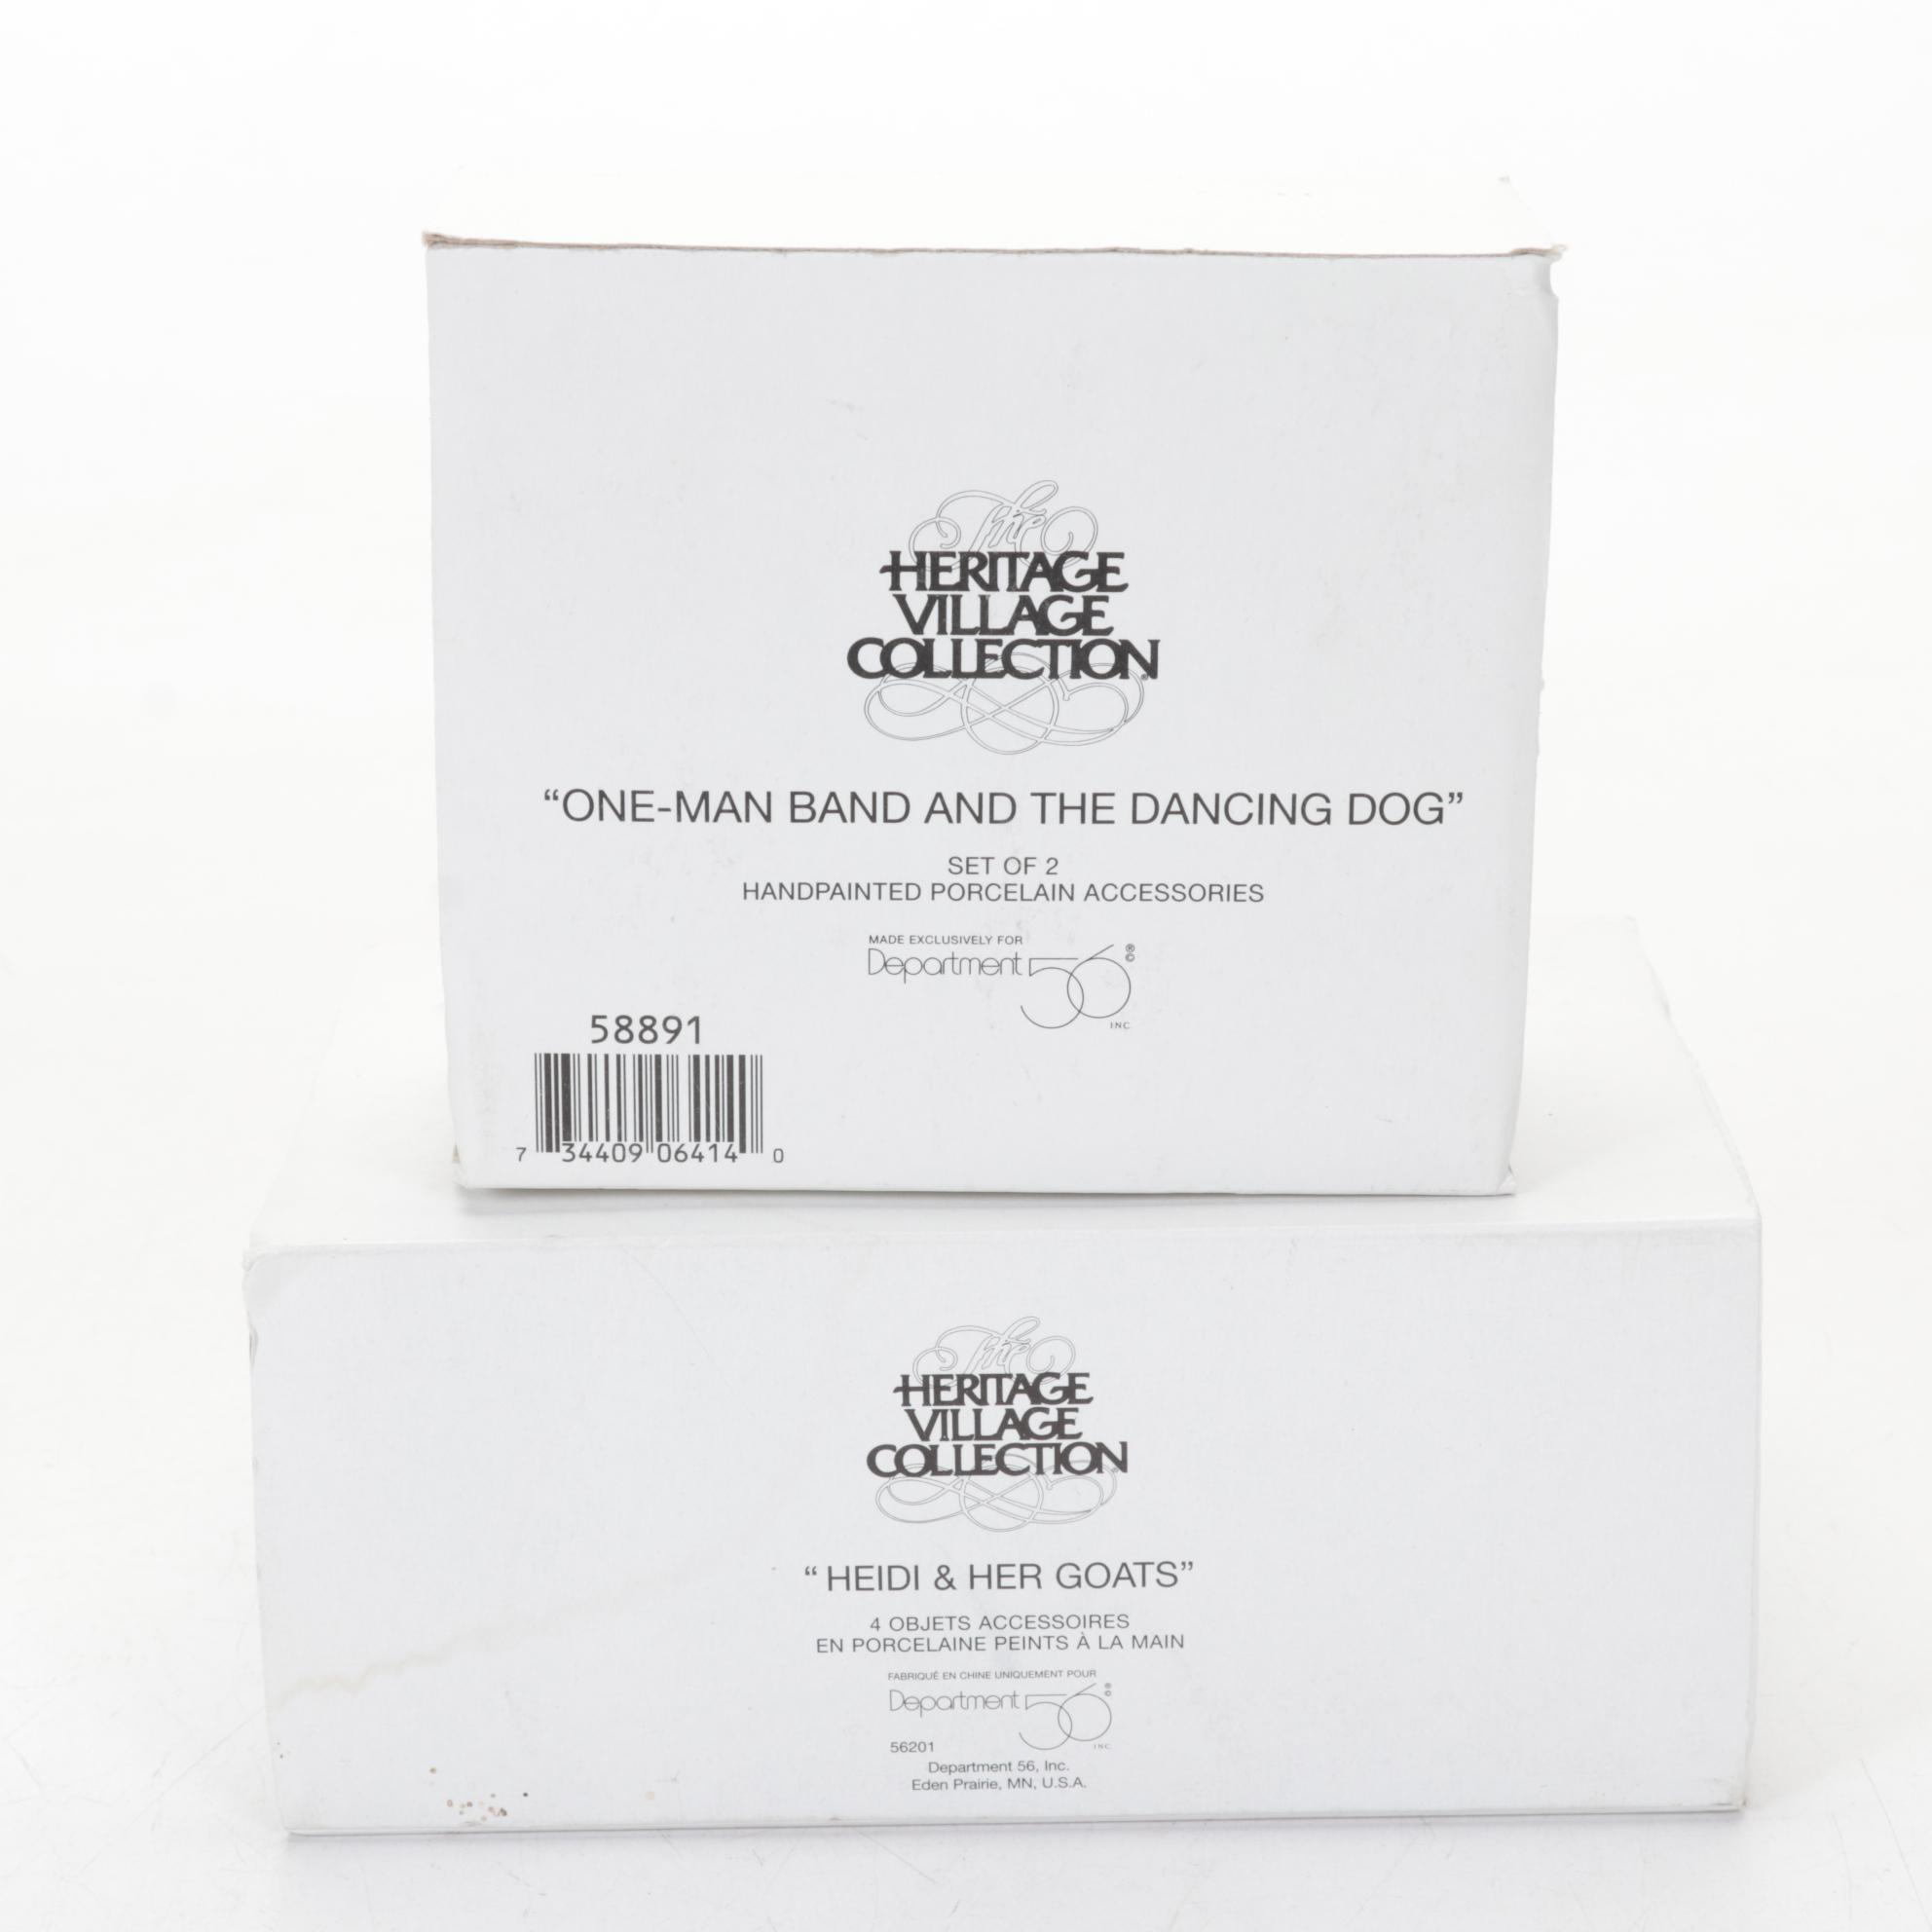 The
HERITAGE
VILLAGE
COLLECTION
“ONE-MAN BAND AND THE DANCING DOG”
SET OF 2
HANDPAINTED PORCELAIN ACCESSORIES
MADE EXCLUSIVELY FOR
Department 56 ®
©
INC.
58891
7 34409 06414 0
The
HERITAGE
VILLAGE
COLLECTION
“ HEIDI & HER GOATS”
4 OBJETS ACCESSOIRES
EN PORCELAINE PEINTS À LA MAIN
FABRIQUÉ EN CHINE UNIQUEMENT POUR
Department 56 ®
©
INC.
56201
Department 56, Inc.
Eden Prairie, MN, U.S.A.